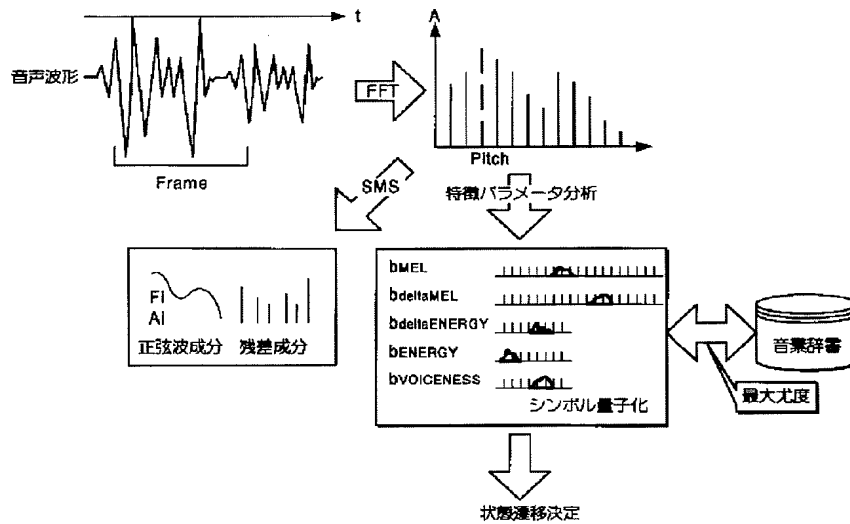 t
A
音声波形
FFT
Pitch
Frame
SMS
特徴パラメータ分析
FI
AI
正弦波成分
残差成分
bMEL
bdeltaMEL
bdeltaENERGY
bENERGY
bVOICENESS
シンボル量子化
音素辞書
最大尤度
状態遷移決定